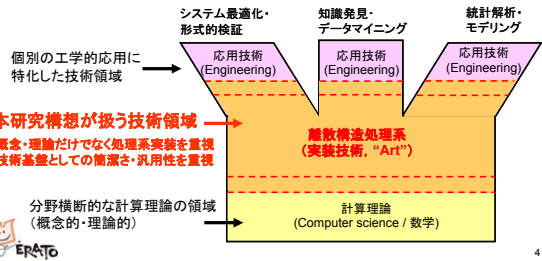 システム最適化・
形式的検証
知識発見・
データマイニング
統計解析・
モデリング
個別の工学的応用に
特化した技術領域
応用技術
(Engineering)
応用技術
(Engineering)
応用技術
(Engineering)
本研究構想が扱う技術領域
概念・理論だけでなく処理系実装を重視
技術基盤としての簡潔さ・汎用性を重視
離散構造処理系
(実装技術, “Art”)
分野横断的な計算理論の領域
(概念的・理論的)
計算理論
(Computer science / 数学)
ERATO
4